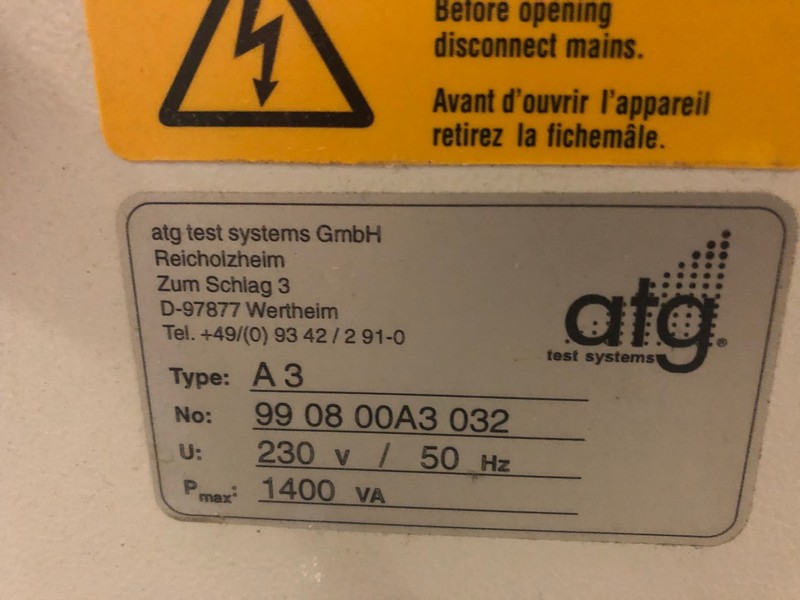 Before opening
disconnect mains.
Avant d'ouvrir l'appareil
retirez la fichemâle.
atg test systems GmbH
Reicholzheim
Zum Schlag 3
D-97877 Wertheim
Tel. +49/(0) 93 42 / 2 91-0
atg®
test systems
Type: A 3
No: 99 08 00A3 032
U: 230 V / 50 Hz
Pmax: 1400 VA